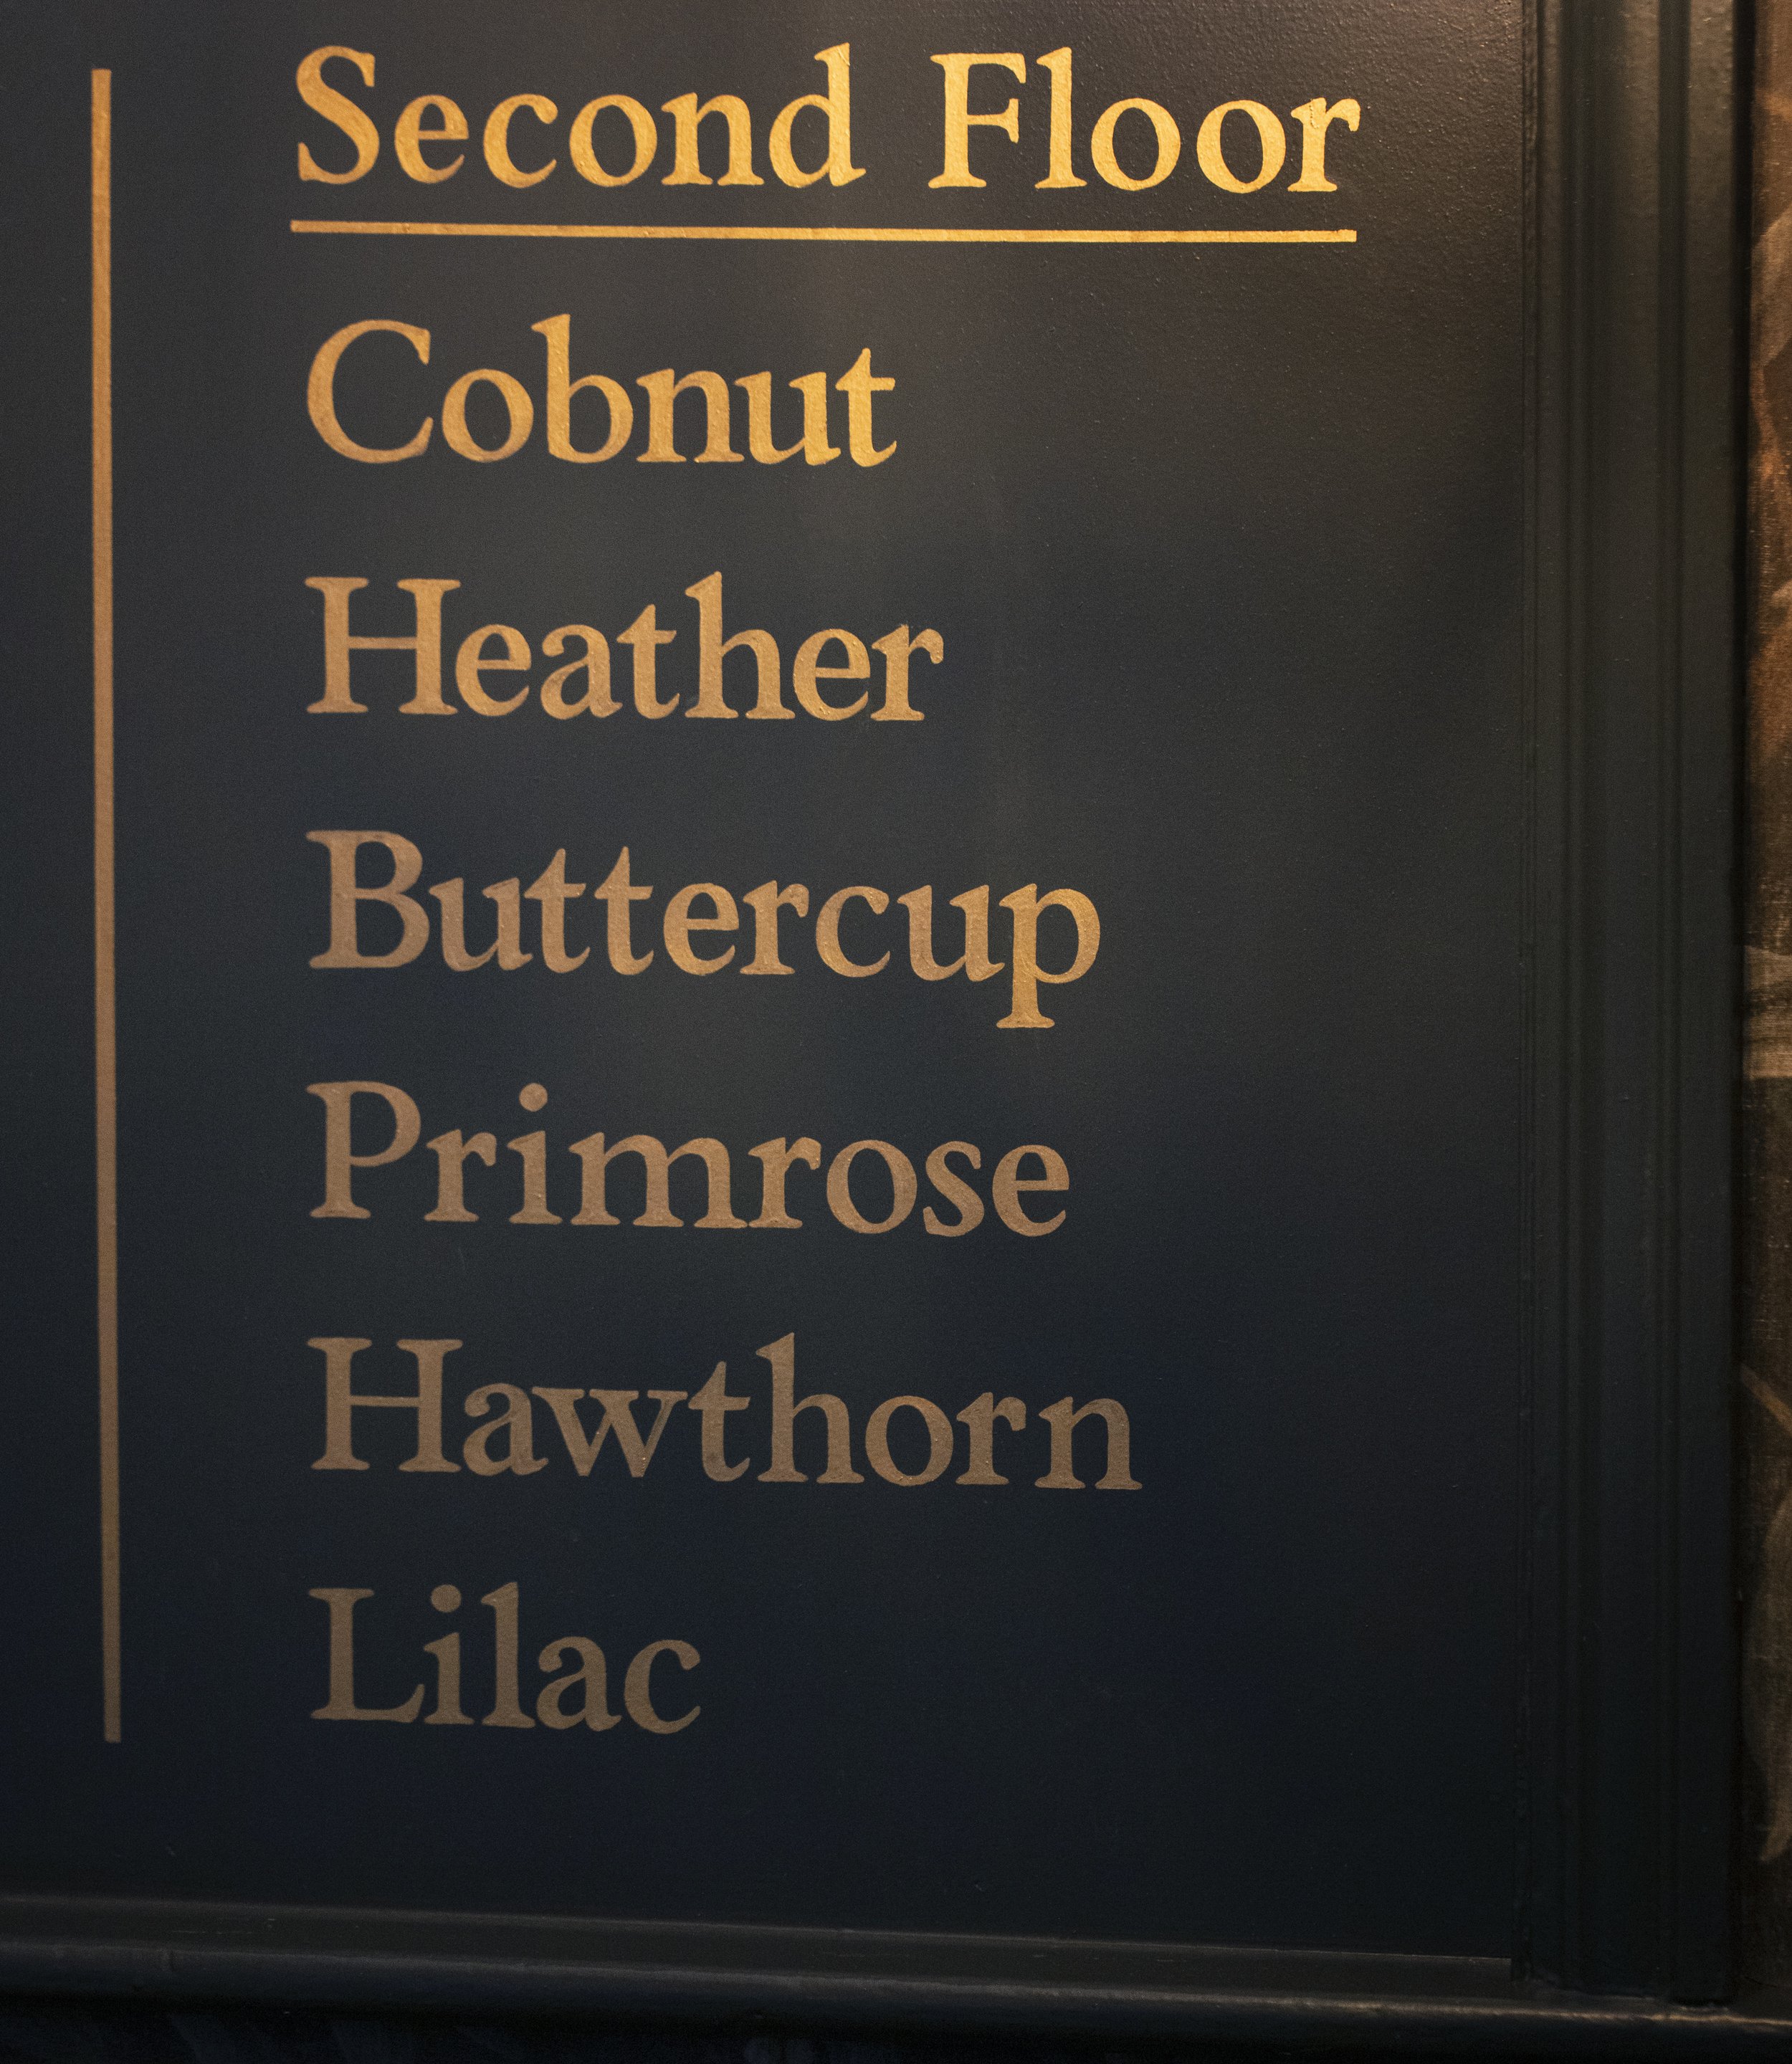 Second Floor
Cobnut
Heather
Buttercup
Primrose
Hawthorn
Lilac